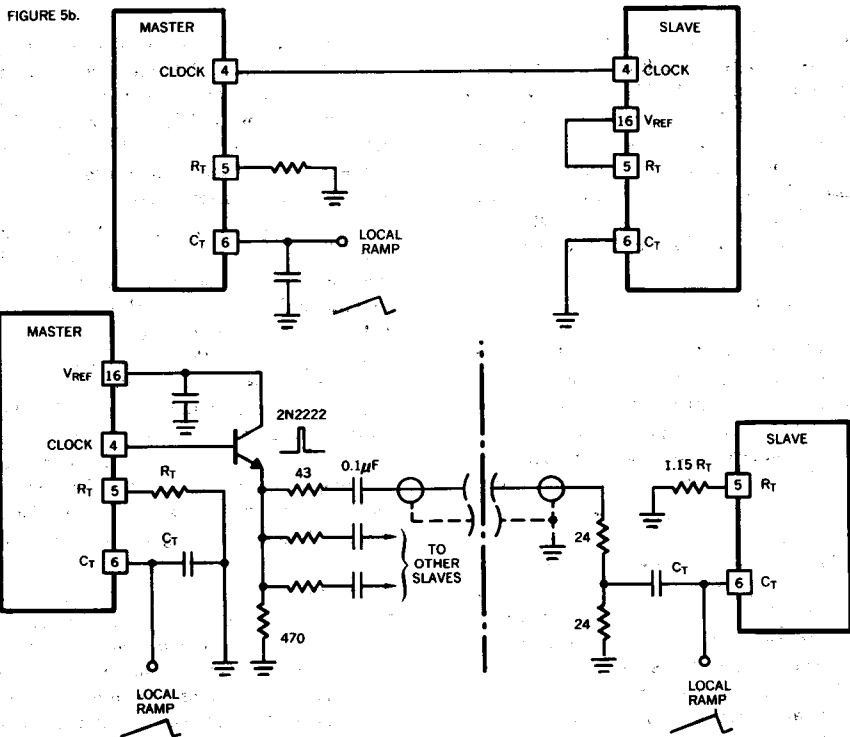 FIGURE 5b.
MASTER
CLOCK 4
RT 5
CT 6
LOCAL
RAMP
SLAVE
4 CLOCK
16 VREF
5 RT
6 CT
MASTER
VREF 16
CLOCK 4
RT 5
CT 6
RT
CT
LOCAL
RAMP
2N2222
43
0.1μF
TO
OTHER
SLAVES
470
24
24
CT
1.15 RT
SLAVE
5 RT
6 CT
LOCAL
RAMP